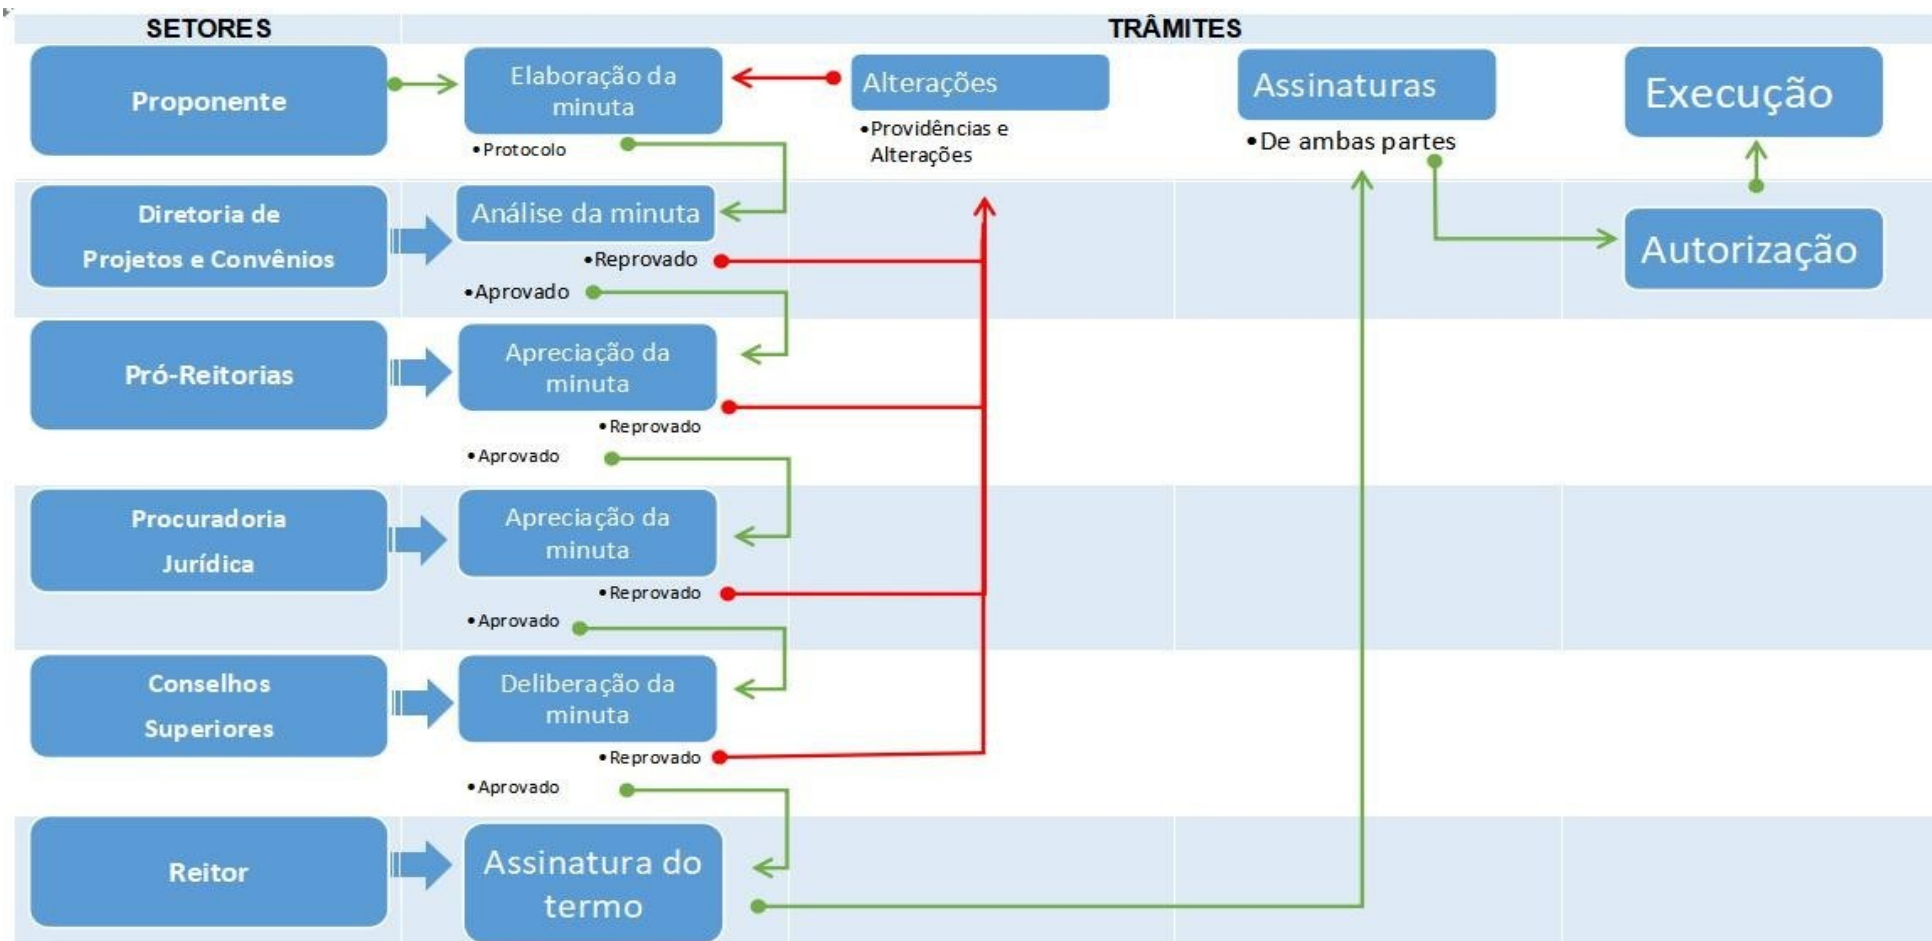 SETORES
TRÂMITES
Proponente
Elaboração da
minuta
•Protocolo
Alterações
•Providências e
Alterações
Assinaturas
•De ambas partes
Execução
Diretoria de
Projetos e Convênios
Análise da minuta
•Reprovado
•Aprovado
Autorização
Pró-Reitorias
Apreciação da
minuta
•Reprovado
•Aprovado
Procuradoria
Jurídica
Apreciação da
minuta
•Reprovado
•Aprovado
Conselhos
Superiores
Deliberação da
minuta
•Reprovado
•Aprovado
Reitor
Assinatura do
termo